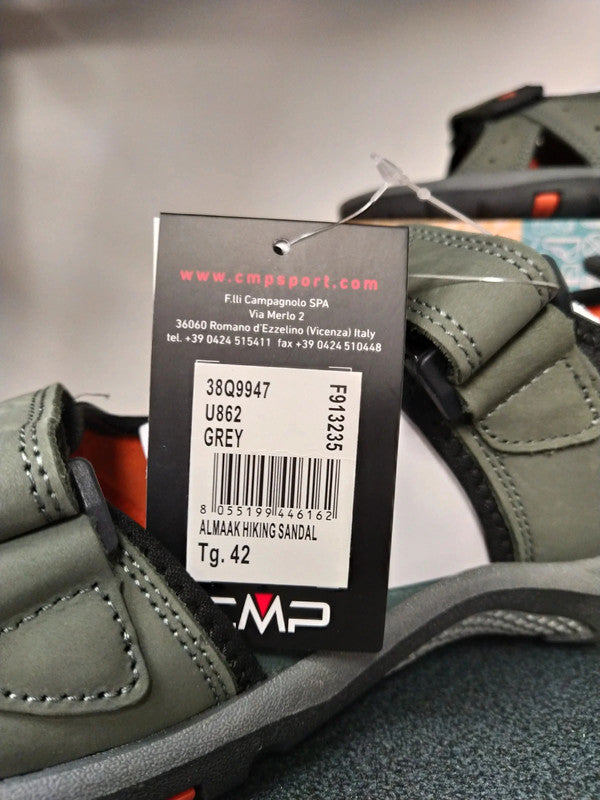 www.cmpsport.com
F.lli Campagnolo SPA
Via Merlo 2
36060 Romano d'Ezzelino (Vicenza) Italy
tel. +39 0424 515411 fax +39 0424 510448
38Q9947
U862
GREY
F913235
8 055199 446162
ALMAAK HIKING SANDAL
Tg. 42
CMP